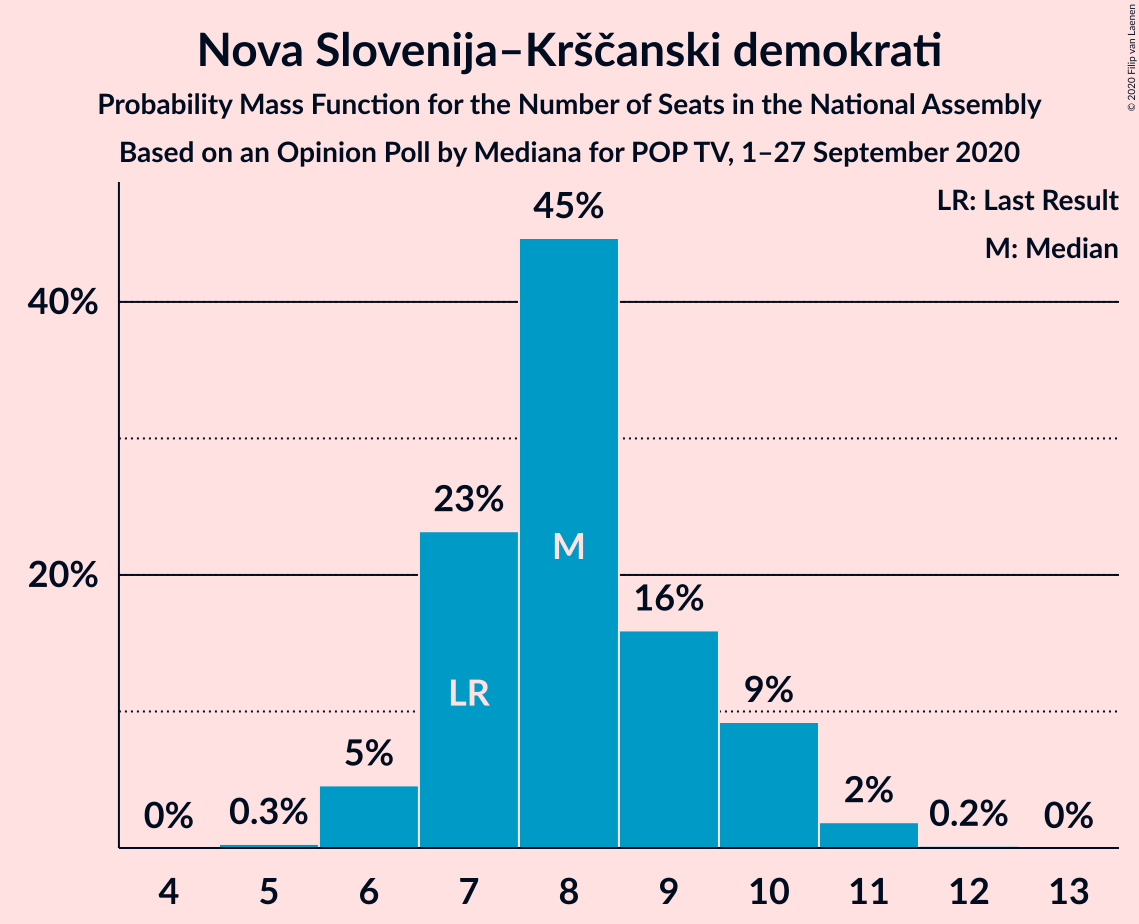 Nova Slovenija–Krščanski demokrati
Probability Mass Function for the Number of Seats in the National Assembly
Based on an Opinion Poll by Mediana for POP TV, 1–27 September 2020
© 2020 Filip van Laenen
LR: Last Result
M: Median
45%
40%
23%
M
20%
16%
LR
9%
5%
2%
0%
0.3%
0.2%
0%
4 5 6 7 8 9 10 11 12 13